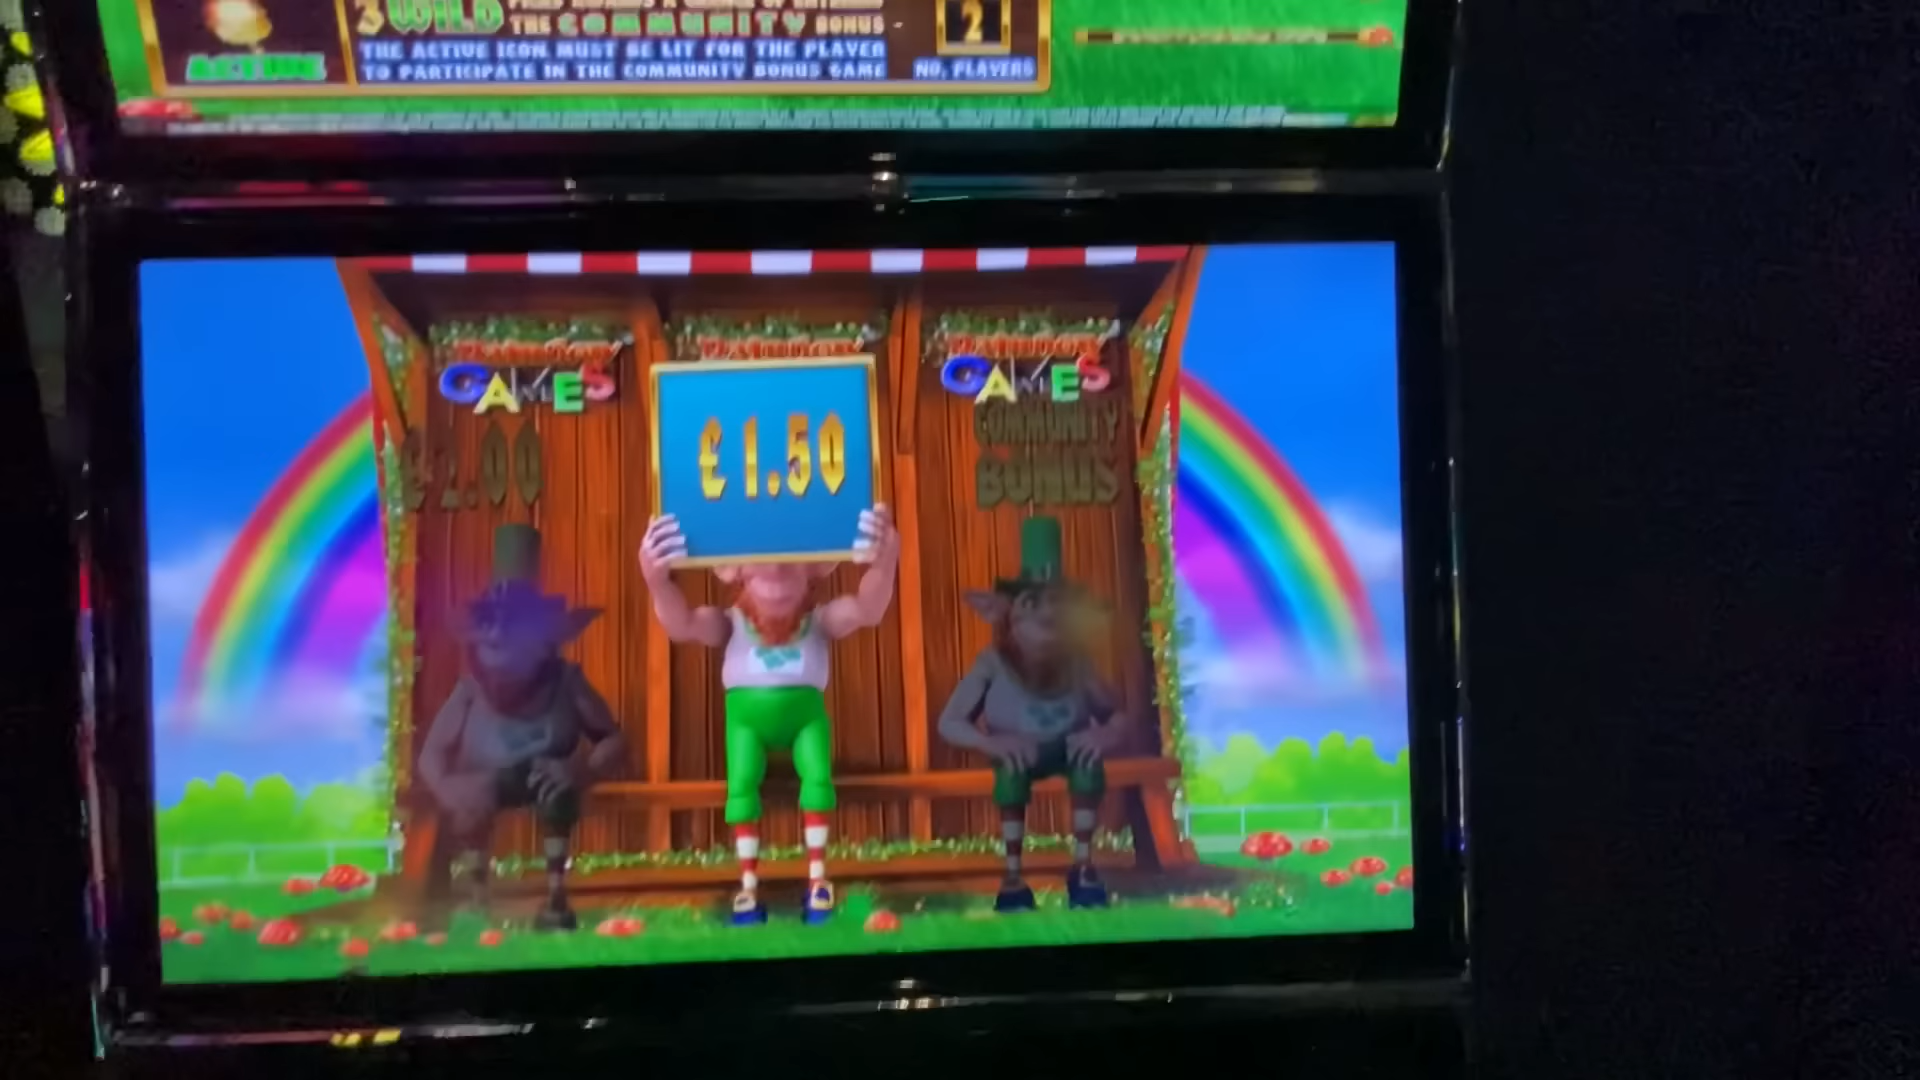 3 WILD
THE COMMUNITY BONUS
THE ACTIVE ICON MUST BE LIT FOR THE PLAYER
TO PARTICIPATE IN THE COMMUNITY BONUS GAME
ACTIVE
2
NO. PLAYERS
RAINBOW
GAMES
£2.00
RAINBOW
£1.50
RAINBOW
GAMES
COMMUNITY
BONUS